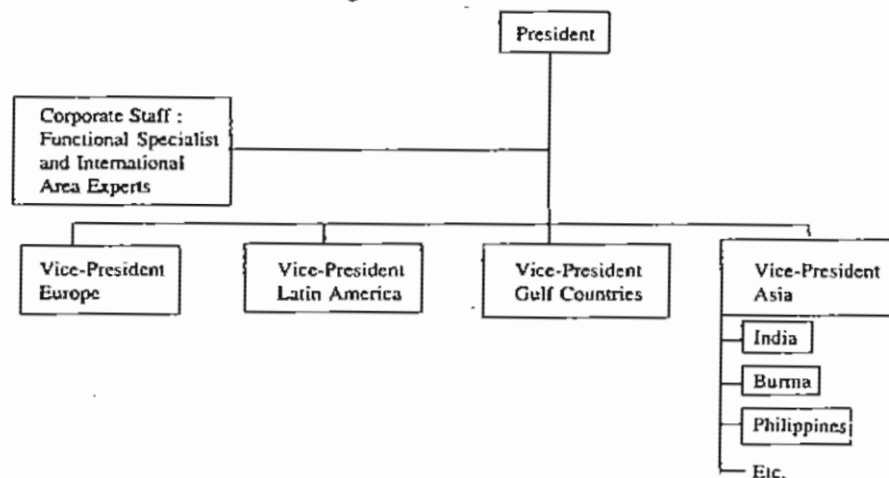 President
Corporate Staff :
Functional Specialist
and International
Area Experts
Vice-President
Europe
Vice-President
Latin America
Vice-President
Gulf Countries
Vice-President
Asia
India
Burma
Philippines
Etc.